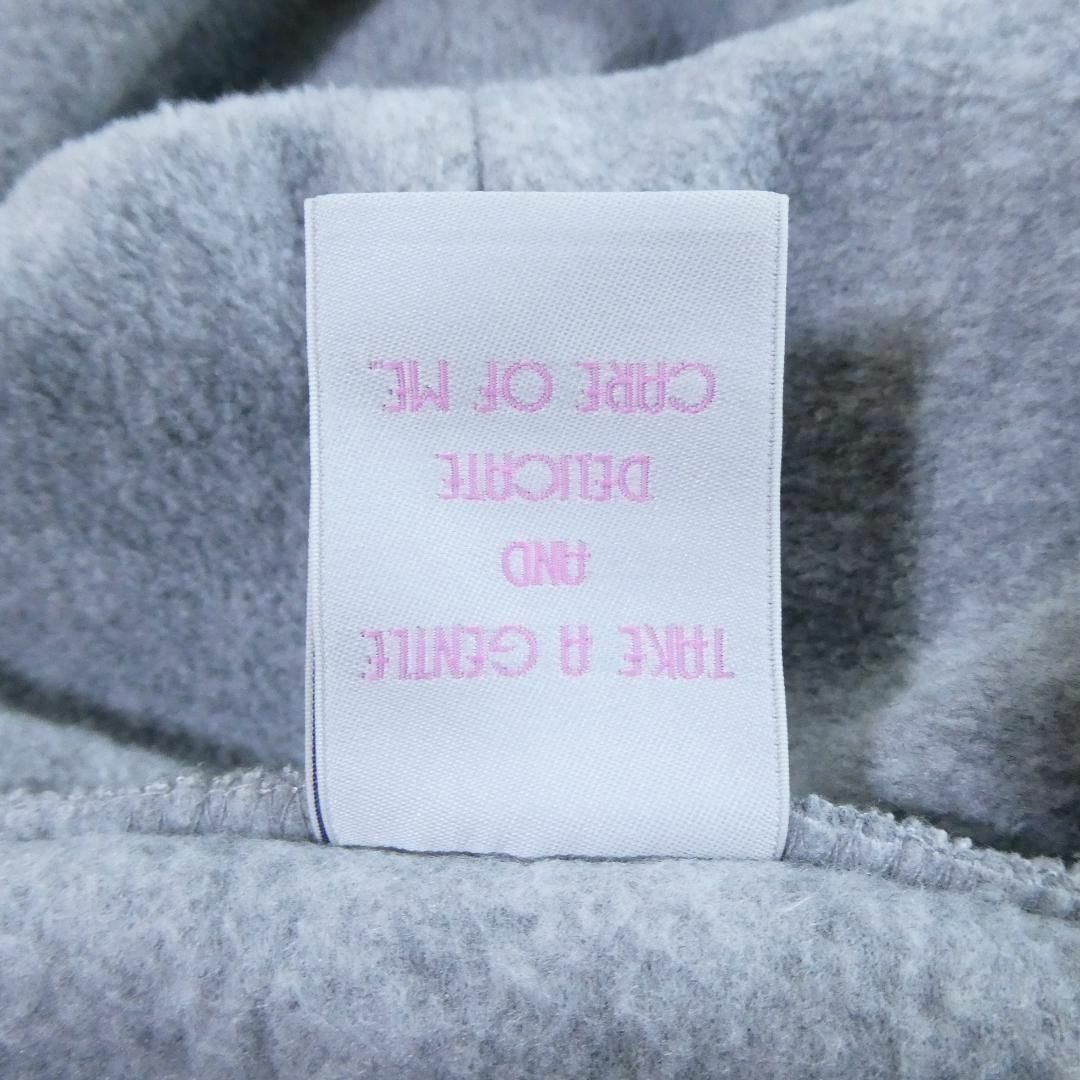 TAKE A GENTLE
AND
DELICATE
CARE OF ME.